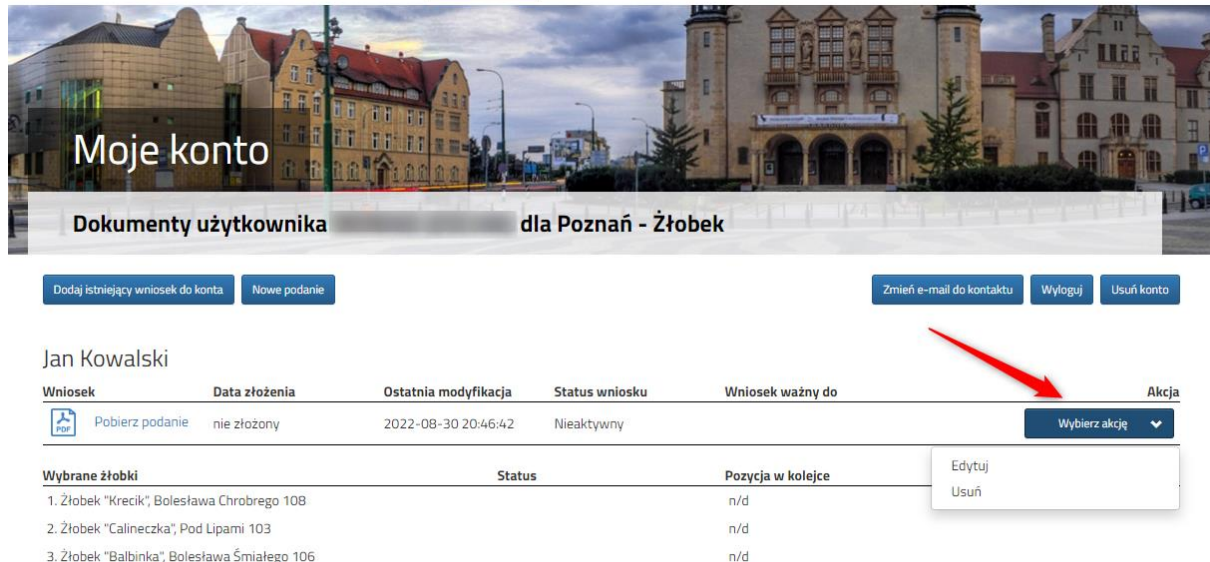 Moje konto
Dokumenty użytkownika dla Poznań - Żłobek
Dodaj istniejący wniosek do konta Nowe podanie Zmień e-mail do kontaktu Wyloguj Usuń konto
Jan Kowalski
Wniosek Data złożenia Ostatnia modyfikacja Status wniosku Wniosek ważny do Akcja
PDF Pobierz podanie nie złożony 2022-08-30 20:46:42 Nieaktywny Wybierz akcję
Edytuj
Usuń
Wybrane żłobki Status Pozycja w kolejce
1. Żłobek "Krecik", Bolesława Chrobrego 108 n/d
2. Żłobek "Calineczka", Pod Lipami 103 n/d
3. Żłobek "Balbinka", Bolesława Śmiałego 106 n/d